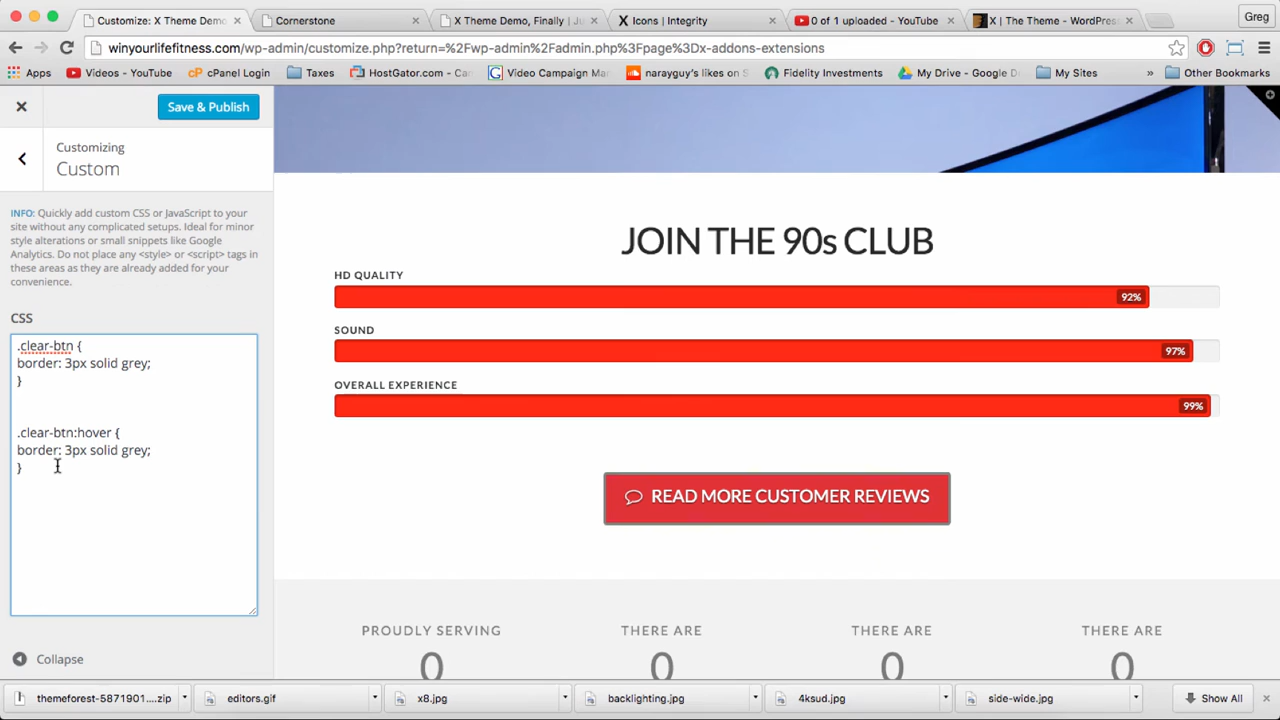 Customize: X Theme Demo
Cornerstone
X Theme Demo, Finally | Ju
Icons | Integrity
0 of 1 uploaded - YouTube
X | The Theme - WordPress
Greg
winyourlifefitness.com/wp-admin/customize.php?return=%2Fwp-admin%2Fadmin.php%3Fpage%3Dx-addons-extensions
Apps
Videos - YouTube
cPanel Login
Taxes
HostGator.com - Ca
Video Campaign Ma
narayguy's likes on S
Fidelity Investments
My Drive - Google D
My Sites
»
Other Bookmarks
Save & Publish
Customizing
Custom
INFO: Quickly add custom CSS or JavaScript to your
site without any complicated setups. Ideal for minor
style alterations or small snippets like Google
Analytics. Do not place any <style> or <script> tags in
these areas as they are already added for your
convenience.
CSS
.clear-btn {
border: 3px solid grey;
}
.clear-btn:hover {
border: 3px solid grey;
}
Collapse
JOIN THE 90s CLUB
HD QUALITY
92%
SOUND
97%
OVERALL EXPERIENCE
99%
READ MORE CUSTOMER REVIEWS
PROUDLY SERVING
THERE ARE
THERE ARE
THERE ARE
0
0
0
0
themeforest-5871901....zip
editors.gif
x8.jpg
backlighting.jpg
4ksud.jpg
side-wide.jpg
Show All